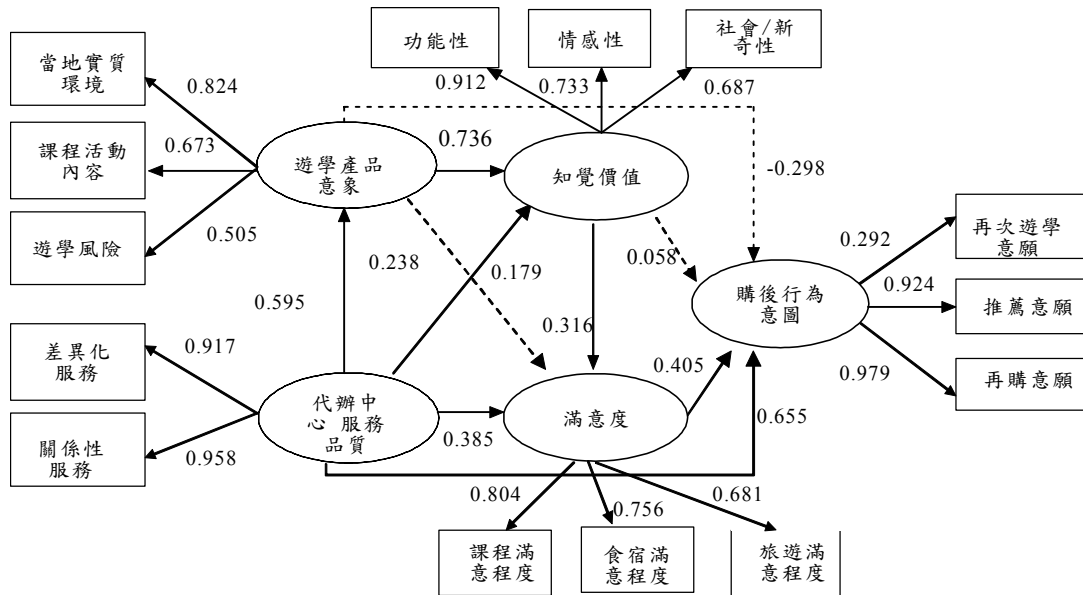 功能性
情感性
社會/新
奇性
當地實質
環境
0.824
0.912
0.733
0.687
課程活動
內容
0.673
遊學產品
意象
0.736
知覺價值
-0.298
遊學風險
0.505
再次遊學
意願
0.292
0.238
0.179
0.058
購後行為
意圖
0.924
推薦意願
0.595
0.316
差異化
服務
0.917
0.405
0.979
再購意願
代辦中
心 服務
品質
0.385
滿意度
0.655
關係性
服務
0.958
0.804
0.756
0.681
課程滿
意程度
食宿滿
意程度
旅遊滿
意程度